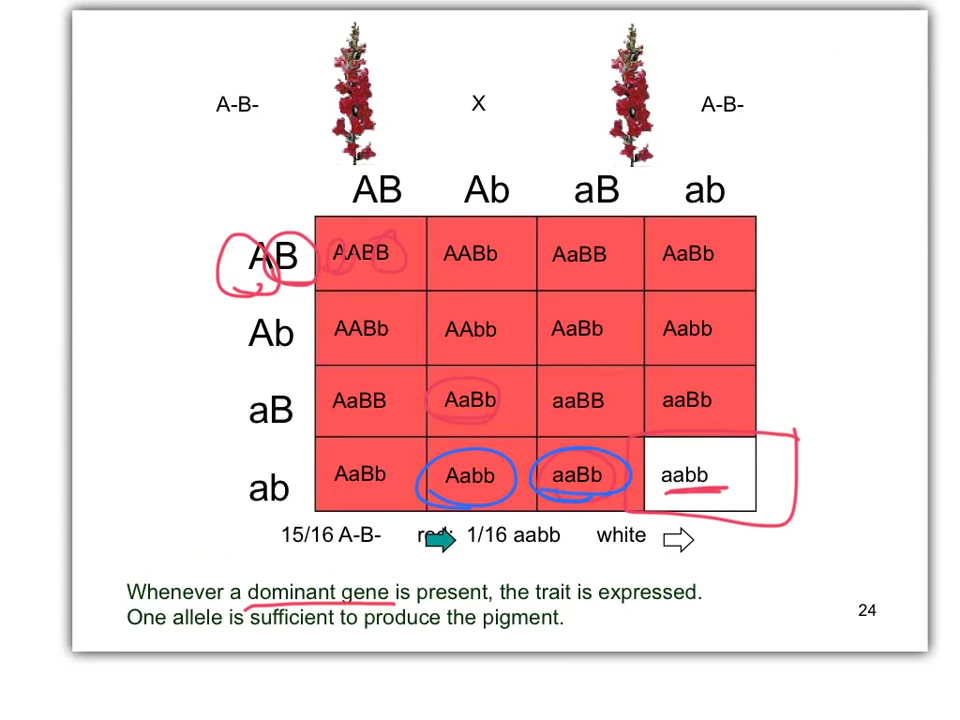 A-B- X A-B-
AB Ab aB ab
AB AABB AABb AaBB AaBb
Ab AABb AAbb AaBb Aabb
aB AaBB AaBb aaBB aaBb
ab AaBb Aabb aaBb aabb
15/16 A-B- red: 1/16 aabb white
Whenever a dominant gene is present, the trait is expressed.
One allele is sufficient to produce the pigment.
24